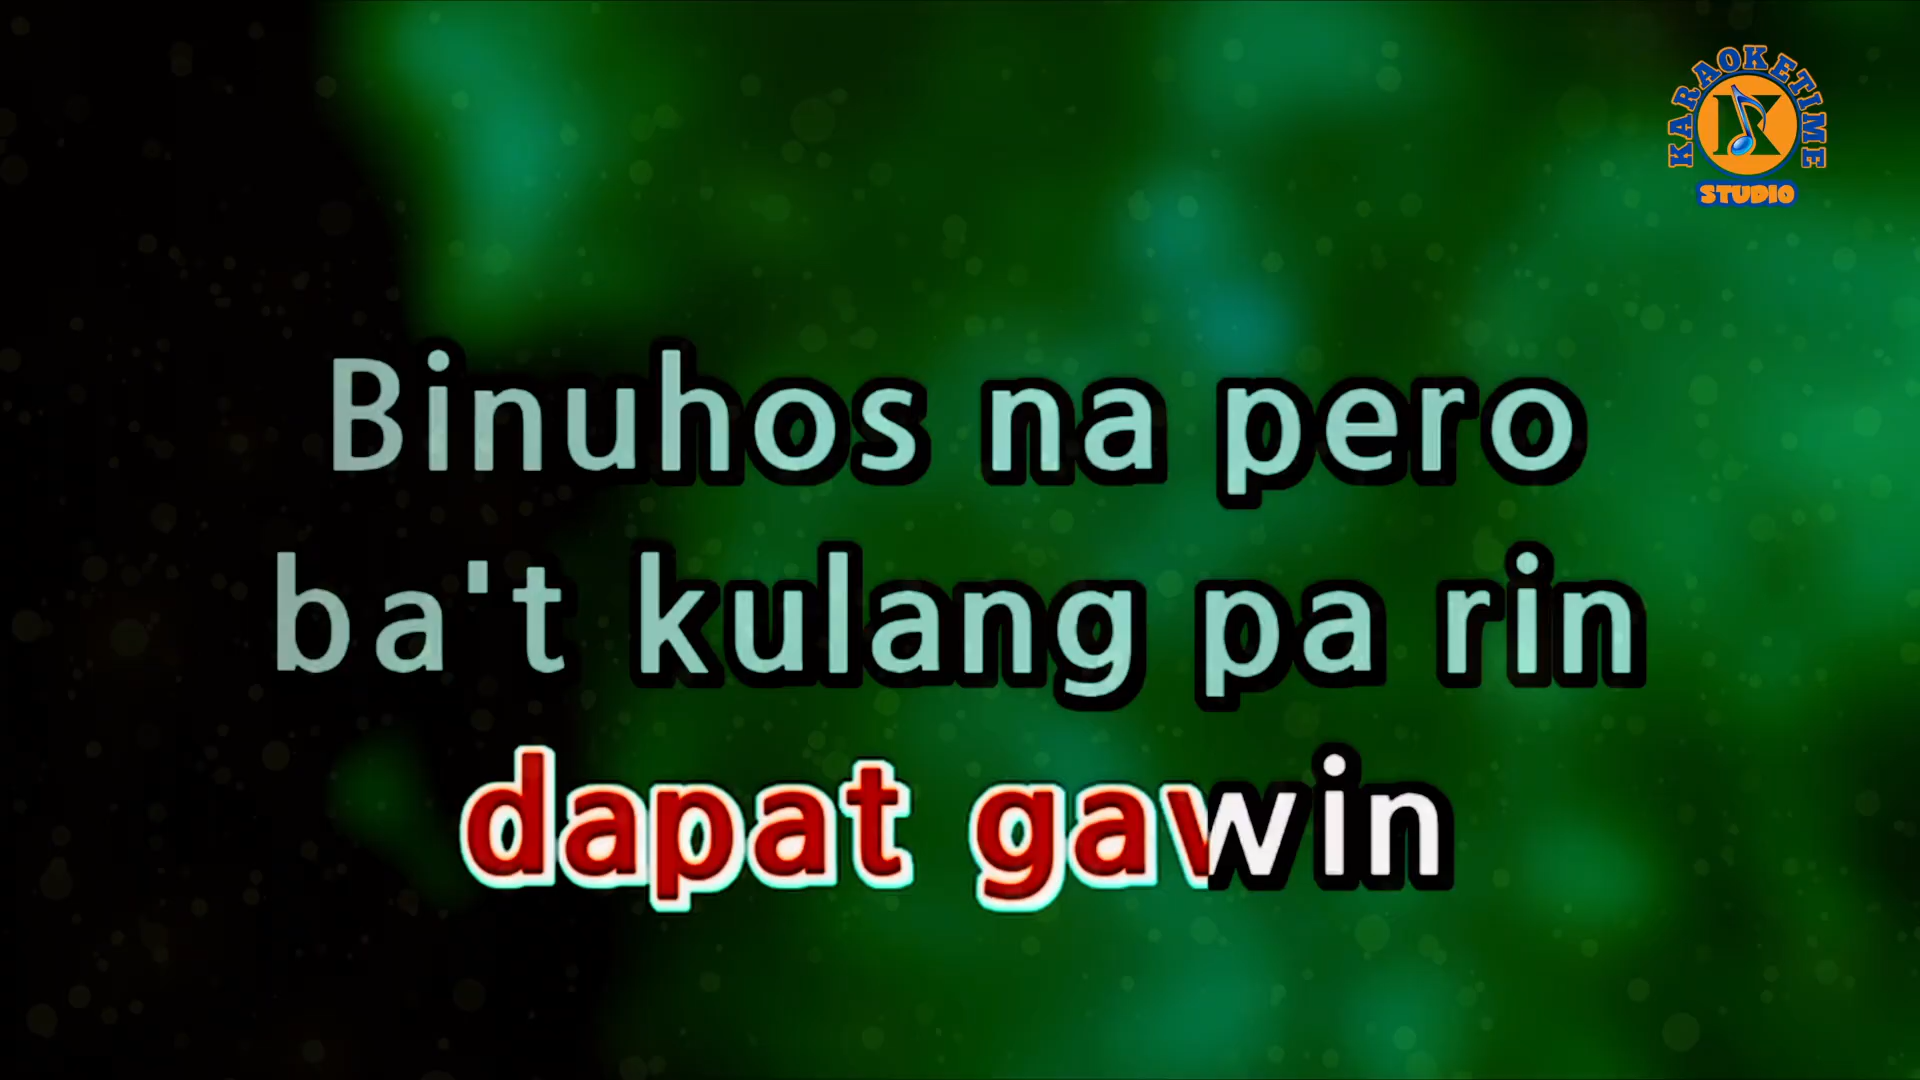 KARAOKETIME
STUDIO
Binuhos na pero
ba't kulang pa rin
dapat gawin